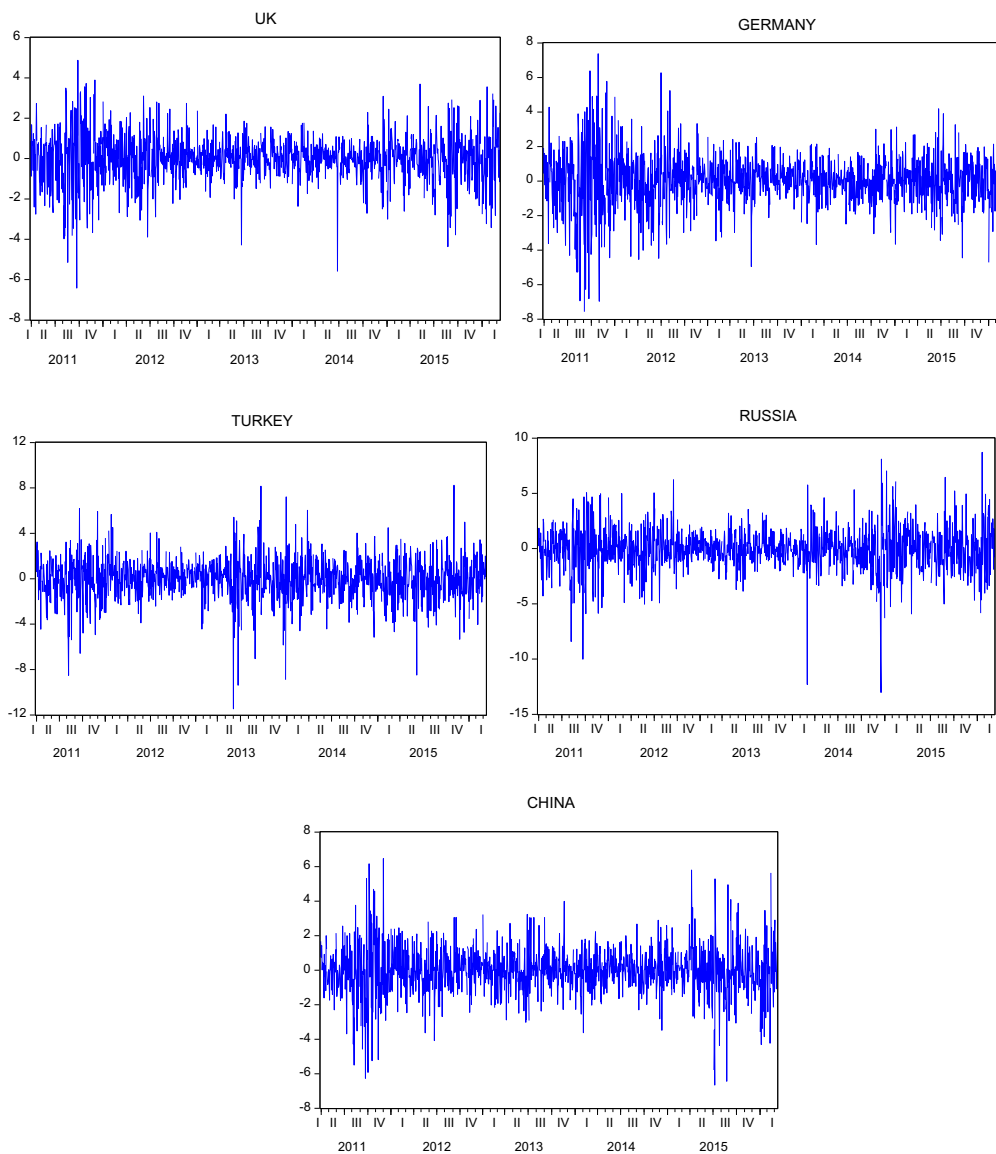 UK
6
4
2
0
-2
-4
-6
-8
I II III IV I II III IV I II III IV I II III IV I II III IV I
2011 2012 2013 2014 2015
GERMANY
8
6
4
2
0
-2
-4
-6
-8
I II III IV I II III IV I II III IV I II III IV I II III IV
2011 2012 2013 2014 2015
TURKEY
12
8
4
0
-4
-8
-12
I II III IV I II III IV I II III IV I II III IV I II III IV I
2011 2012 2013 2014 2015
RUSSIA
10
5
0
-5
-10
-15
I II III IV I II III IV I II III IV I II III IV I II III IV I
2011 2012 2013 2014 2015
CHINA
8
6
4
2
0
-2
-4
-6
-8
I II III IV I II III IV I II III IV I II III IV I II III IV I
2011 2012 2013 2014 2015